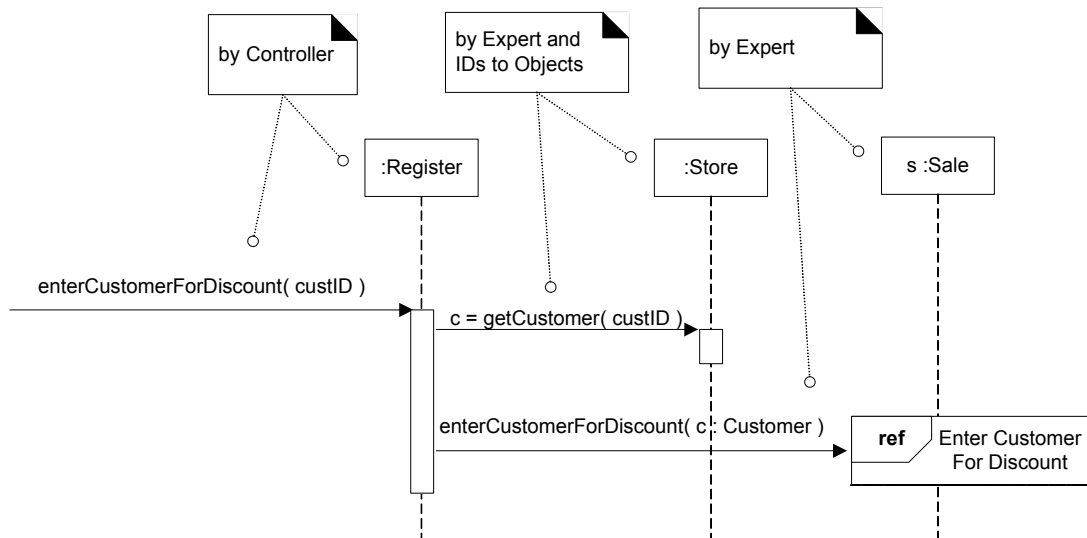 by Controller
by Expert and
IDs to Objects
by Expert
:Register
:Store
s :Sale
enterCustomerForDiscount( custID )
c = getCustomer( custID )
enterCustomerForDiscount( c : Customer )
ref
Enter Customer
For Discount